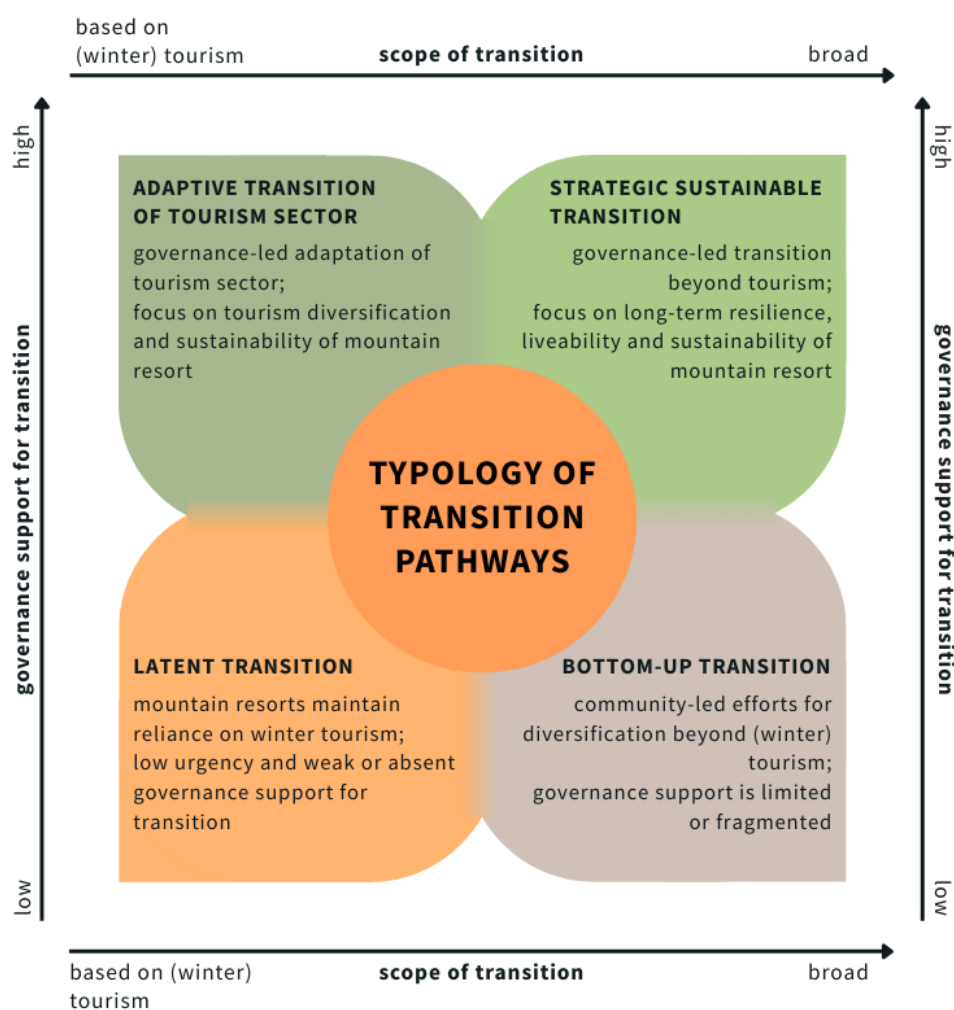 based on
(winter) tourism
scope of transition
broad
high
high
ADAPTIVE TRANSITION
OF TOURISM SECTOR
governance-led adaptation of
tourism sector;
focus on tourism diversification
and sustainability of mountain
resort
STRATEGIC SUSTAINABLE
TRANSITION
governance-led transition
beyond tourism;
focus on long-term resilience,
liveability and sustainability of
mountain resort
governance support for transition
governance support for transition
TYPOLOGY OF
TRANSITION
PATHWAYS
LATENT TRANSITION
mountain resorts maintain
reliance on winter tourism;
low urgency and weak or absent
governance support for
transition
BOTTOM-UP TRANSITION
community-led efforts for
diversification beyond (winter)
tourism;
governance support is limited
or fragmented
low
low
based on (winter)
tourism
scope of transition
broad